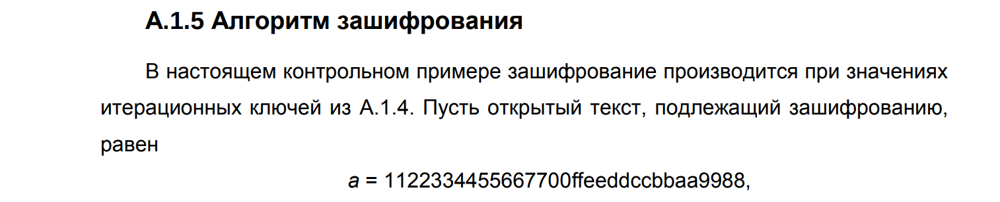 А.1.5 Алгоритм зашифрования
В настоящем контрольном примере зашифрование производится при значениях
итерационных ключей из А.1.4. Пусть открытый текст, подлежащий зашифрованию,
равен
a = 1122334455667700ffeeddccbbaa9988,